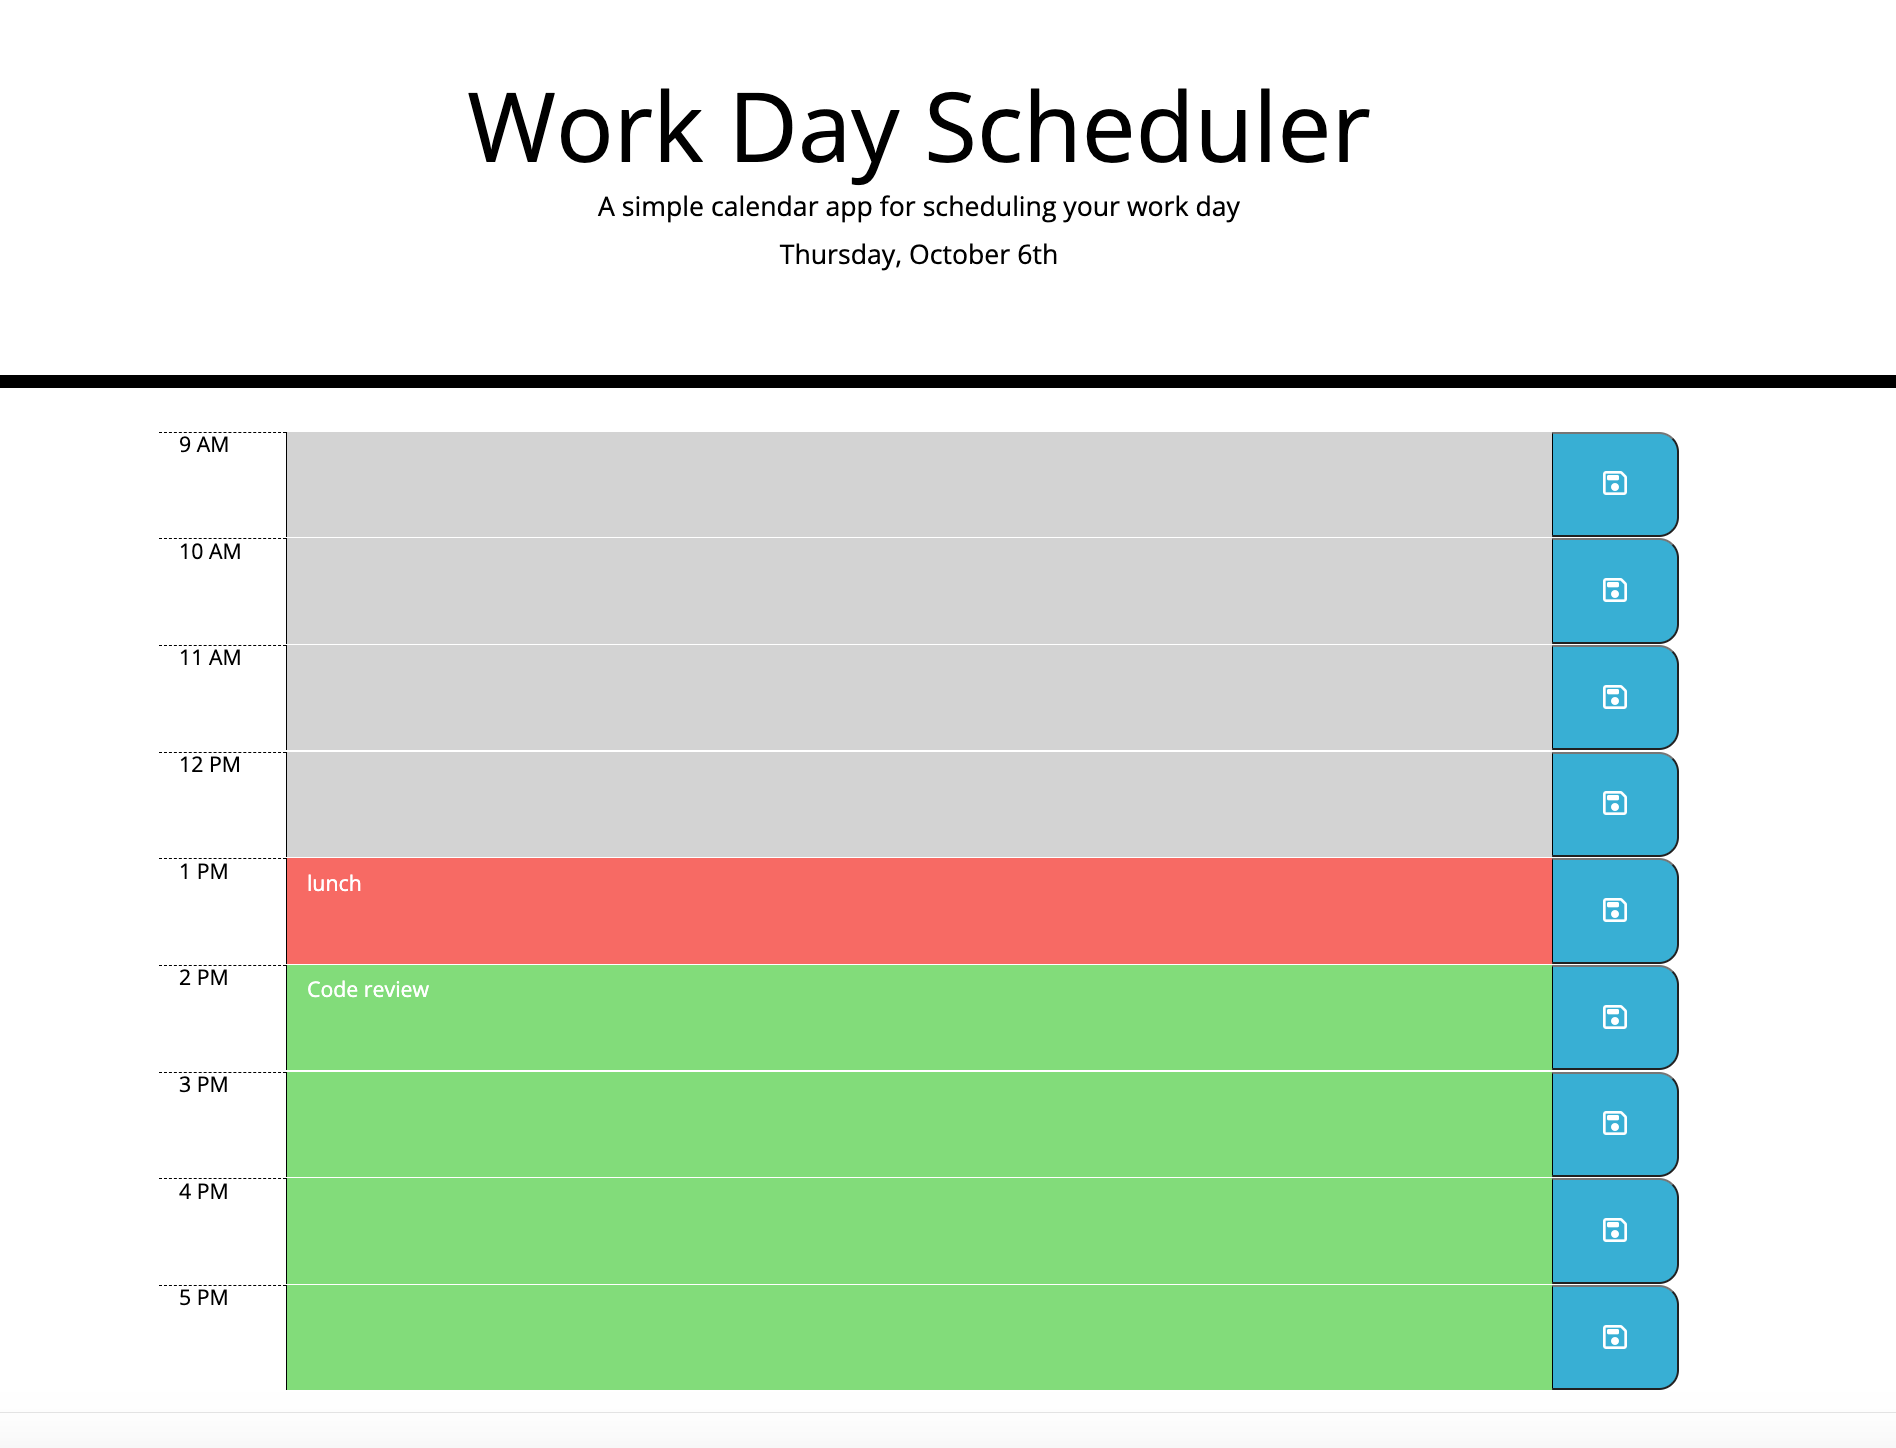 Work Day Scheduler
A simple calendar app for scheduling your work day
Thursday, October 6th
9 AM
10 AM
11 AM
12 PM
1 PM
lunch
2 PM
Code review
3 PM
4 PM
5 PM